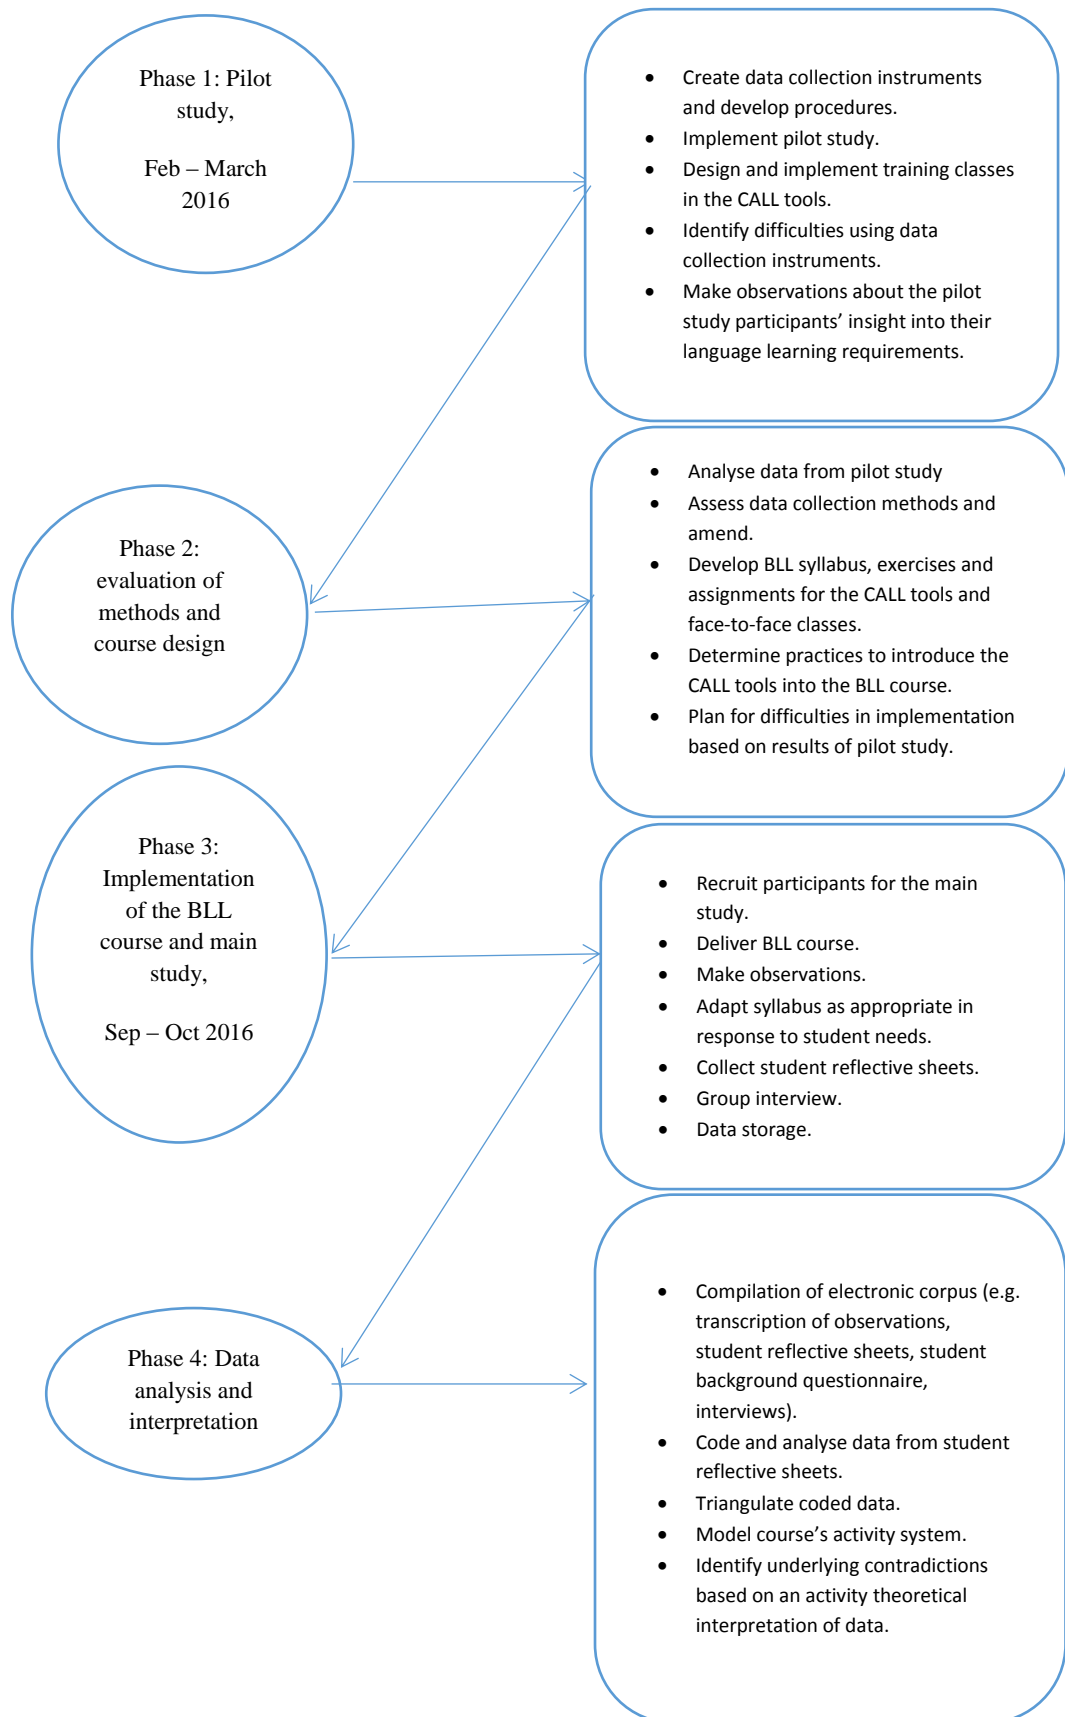 Phase 1: Pilot
study,
Feb – March
2016
• Create data collection instruments
and develop procedures.
• Implement pilot study.
• Design and implement training classes
in the CALL tools.
• Identify difficulties using data
collection instruments.
• Make observations about the pilot
study participants’ insight into their
language learning requirements.
Phase 2:
evaluation of
methods and
course design
• Analyse data from pilot study
• Assess data collection methods and
amend.
• Develop BLL syllabus, exercises and
assignments for the CALL tools and
face-to-face classes.
• Determine practices to introduce the
CALL tools into the BLL course.
• Plan for difficulties in implementation
based on results of pilot study.
Phase 3:
Implementation
of the BLL
course and main
study,
Sep – Oct 2016
• Recruit participants for the main
study.
• Deliver BLL course.
• Make observations.
• Adapt syllabus as appropriate in
response to student needs.
• Collect student reflective sheets.
• Group interview.
• Data storage.
Phase 4: Data
analysis and
interpretation
• Compilation of electronic corpus (e.g.
transcription of observations,
student reflective sheets, student
background questionnaire,
interviews).
• Code and analyse data from student
reflective sheets.
• Triangulate coded data.
• Model course’s activity system.
• Identify underlying contradictions
based on an activity theoretical
interpretation of data.